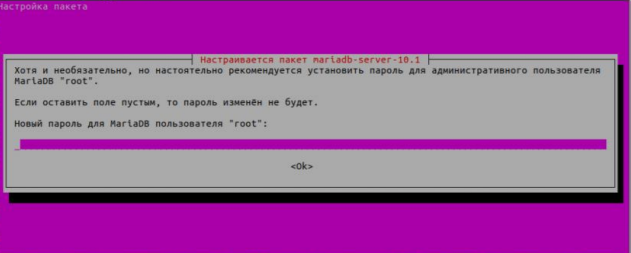 Настройка пакета
Настраивается пакет mariadb-server-10.1
Хотя и необязательно, но настоятельно рекомендуется установить пароль для административного пользователя
MariaDB "root".
Если оставить поле пустым, то пароль изменён не будет.
Новый пароль для MariaDB пользователя "root":
<Ok>